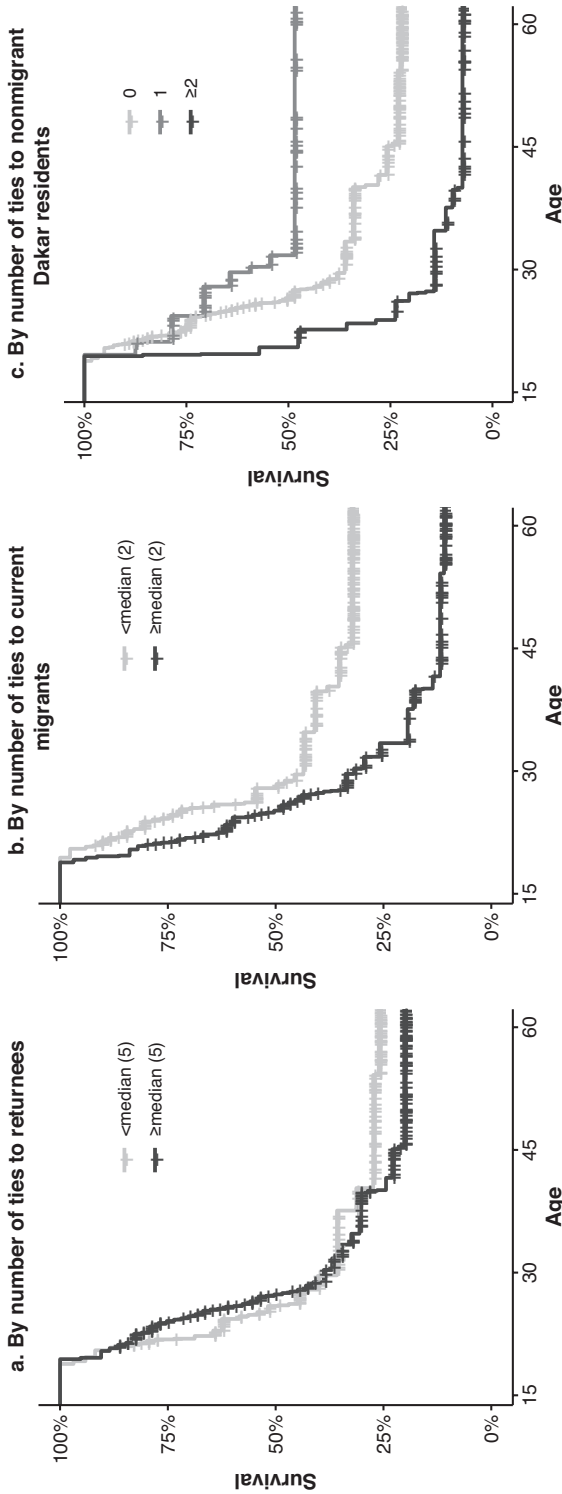 a. By number of ties to returnees
<median (5)
≥median (5)
100%
75%
50%
25%
0%
Survival
15
30
45
60
Age
b. By number of ties to current
migrants
<median (2)
≥median (2)
100%
75%
50%
25%
0%
Survival
15
30
45
60
Age
c. By number of ties to nonmigrant
Dakar residents
0
1
≥2
100%
75%
50%
25%
0%
Survival
15
30
45
60
Age